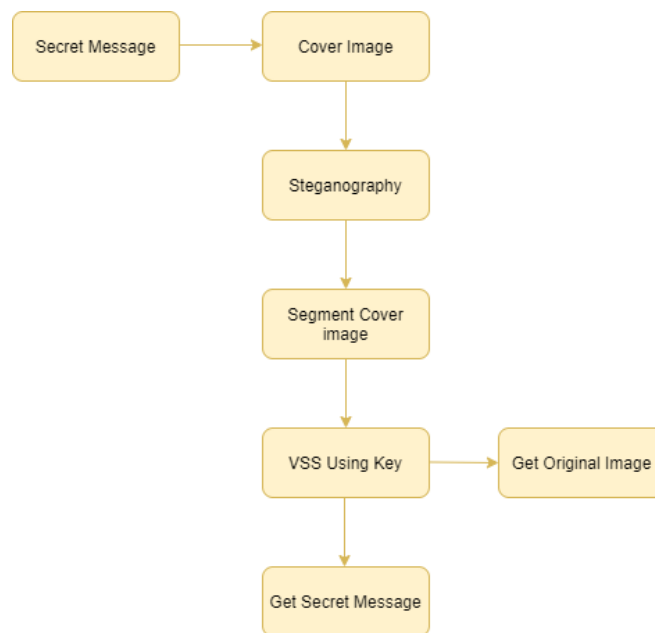 Secret Message
Cover Image
Steganography
Segment Cover
image
VSS Using Key
Get Original Image
Get Secret Message